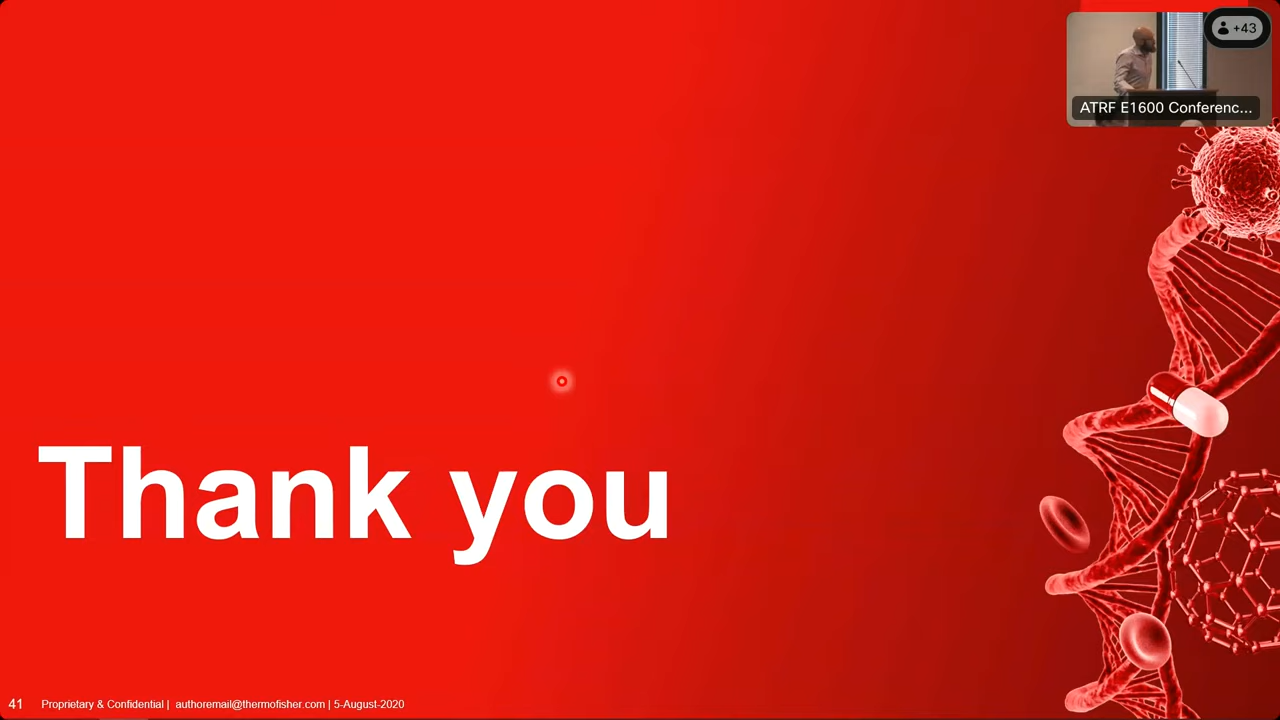 +43
ATRF E1600 Conferenc...
Thank you
41 Proprietary & Confidential | authoremail@thermofisher.com | 5-August-2020